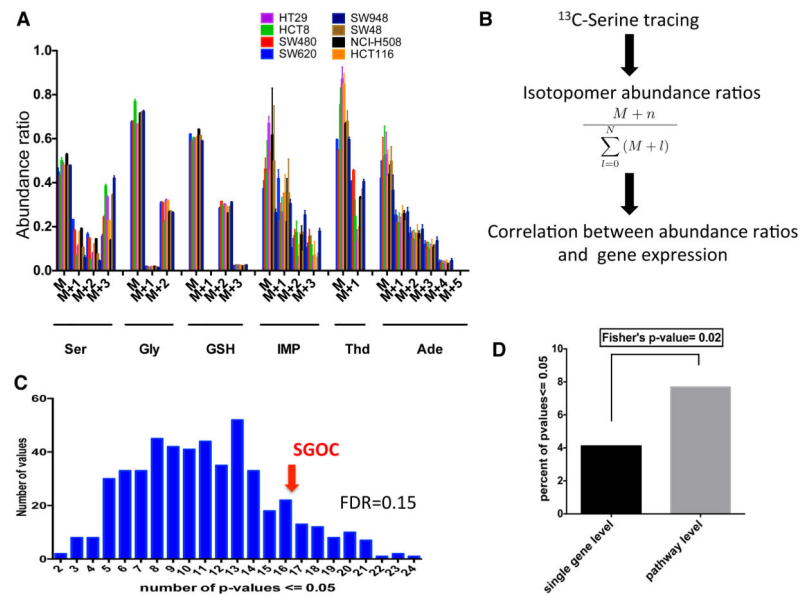 A
HT29
HCT8
SW480
SW620
SW948
SW48
NCI-H508
HCT116
Abundance ratio
1.0
0.8
0.6
0.4
0.2
0.0
M M+1 M+2 M+3 M M+1 M+2 M M+1 M+2 M+3 M M+1 M+2 M+3 M M+1 M M+1 M+2 M+3 M+4 M+5
Ser Gly GSH IMP Thd Ade
B
¹³C-Serine tracing
Isotopomer abundance ratios
M + n
N
∑ (M + l)
l=0
Correlation between abundance ratios
and gene expression
C
Number of values
60
40
20
0
SGOC
FDR=0.15
2 3 4 5 6 7 8 9 10 11 12 13 14 15 16 17 18 19 20 21 22 23 24
number of p-values <= 0.05
D
Fisher's p-value= 0.02
percent of pvalues<= 0.05
10
8
6
4
2
0
single gene level
pathway level